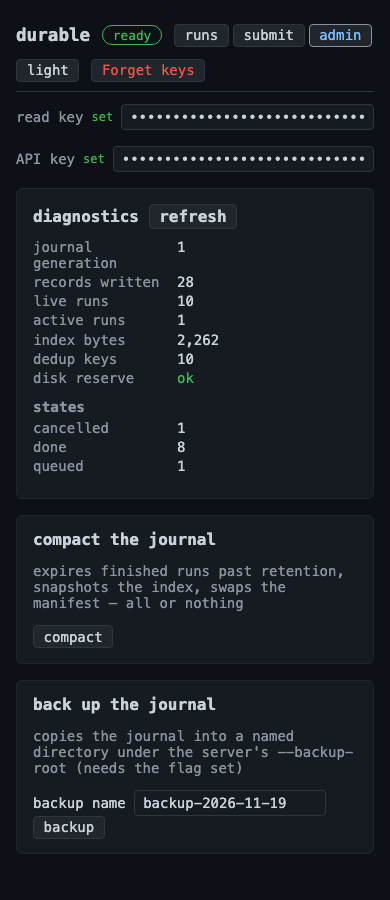 durable ready runs submit admin
light Forget keys
read key set ••••••••••••••••••••••••••••
API key set •••••••••••••••••••••••••••••
diagnostics refresh
journal generation 1
records written 28
live runs 10
active runs 1
index bytes 2,262
dedup keys 10
disk reserve ok
states
cancelled 1
done 8
queued 1
compact the journal
expires finished runs past retention,
snapshots the index, swaps the
manifest — all or nothing
compact
back up the journal
copies the journal into a named
directory under the server's --backup-
root (needs the flag set)
backup name backup-2026-11-19
backup